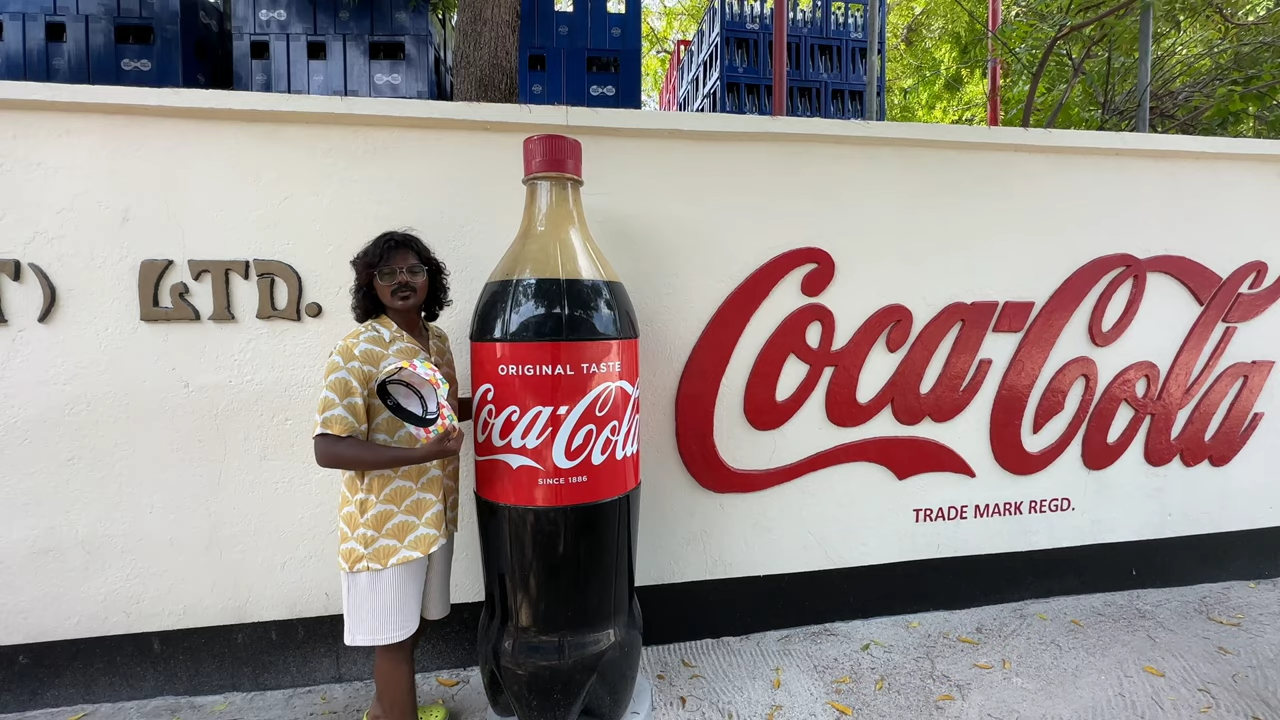 T) LTD.
ORIGINAL TASTE
Coca-Cola
SINCE 1886
Coca-Cola
TRADE MARK REGD.